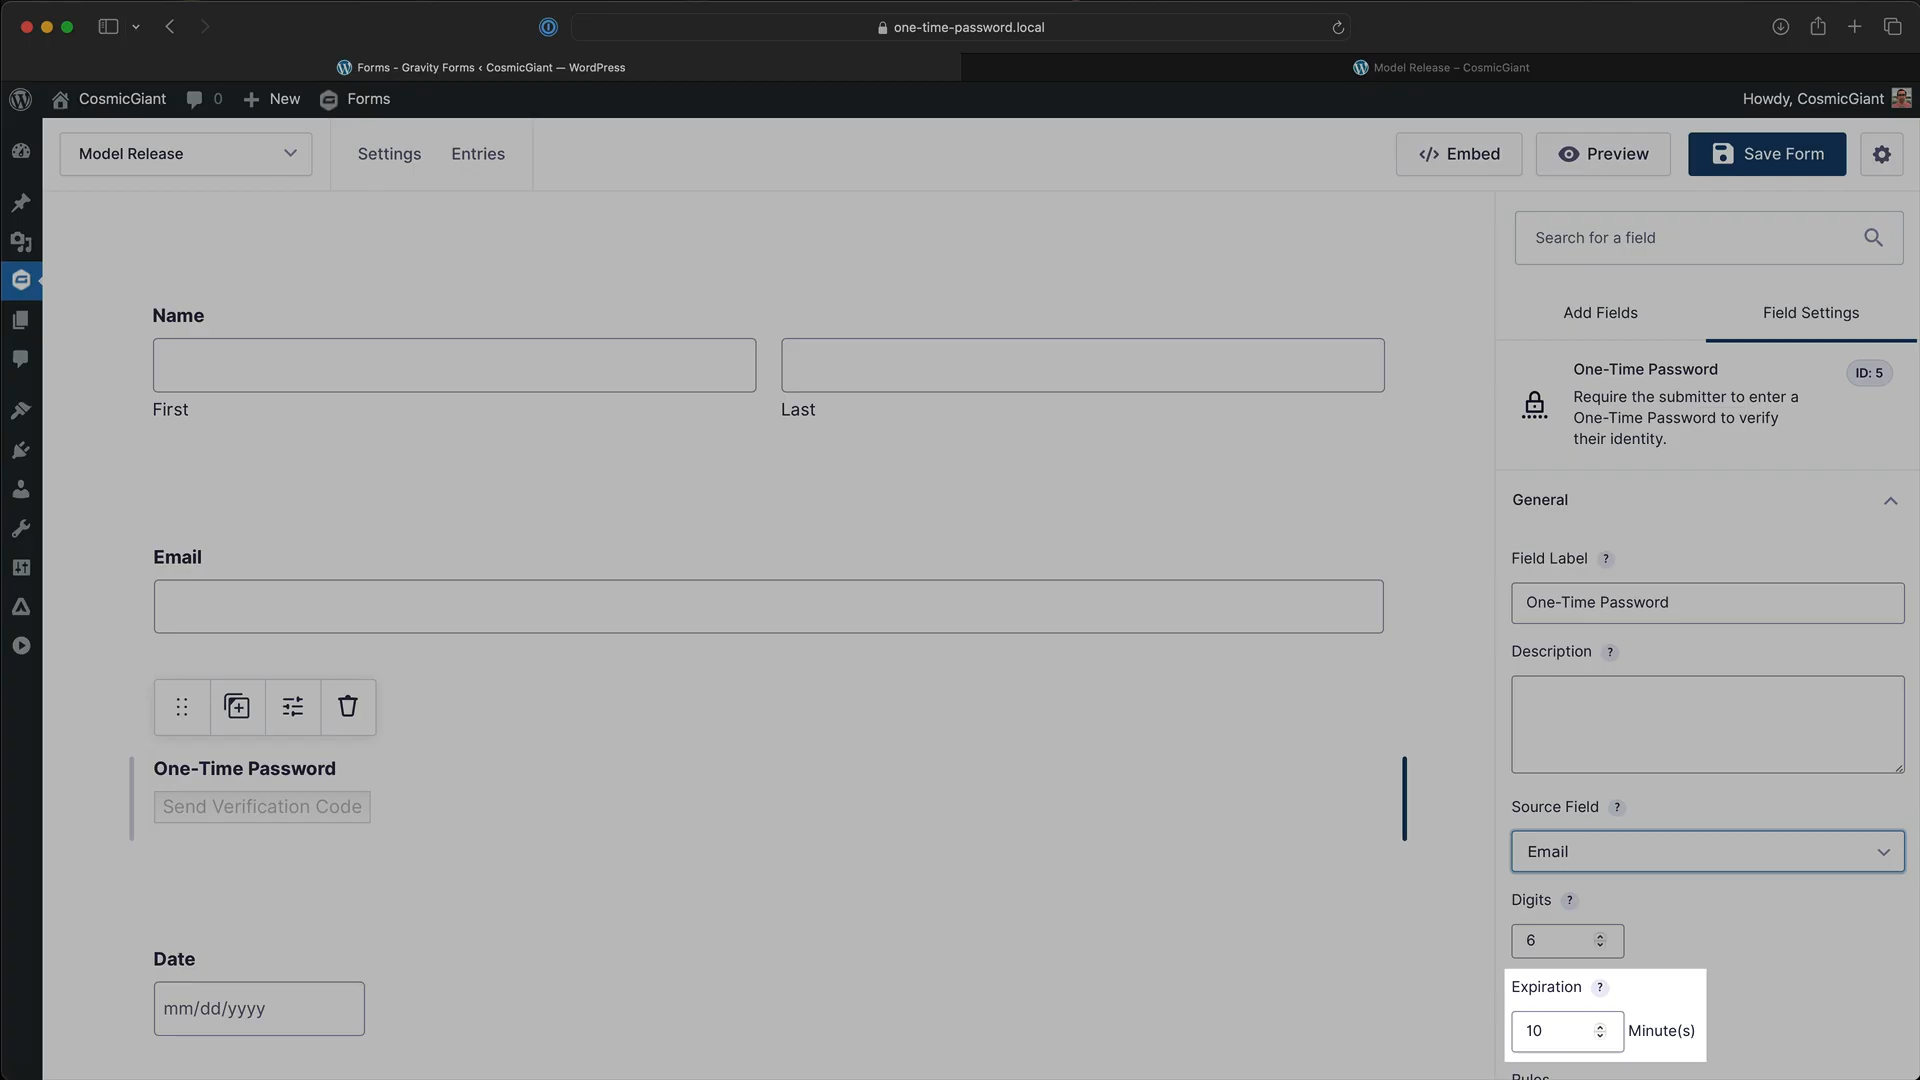 one-time-password.local
Forms - Gravity Forms ‹ CosmicGiant — WordPress
Model Release – CosmicGiant
CosmicGiant
0
New
Forms
Howdy, CosmicGiant
Model Release
Settings
Entries
Embed
Preview
Save Form
Search for a field
Add Fields
Field Settings
One-Time Password
ID: 5
Require the submitter to enter a
One-Time Password to verify
their identity.
General
Field Label ?
One-Time Password
Description ?
Source Field ?
Email
Digits ?
6
Expiration ?
10
Minute(s)
Rules
Name
First
Last
Email
One-Time Password
Send Verification Code
Date
mm/dd/yyyy